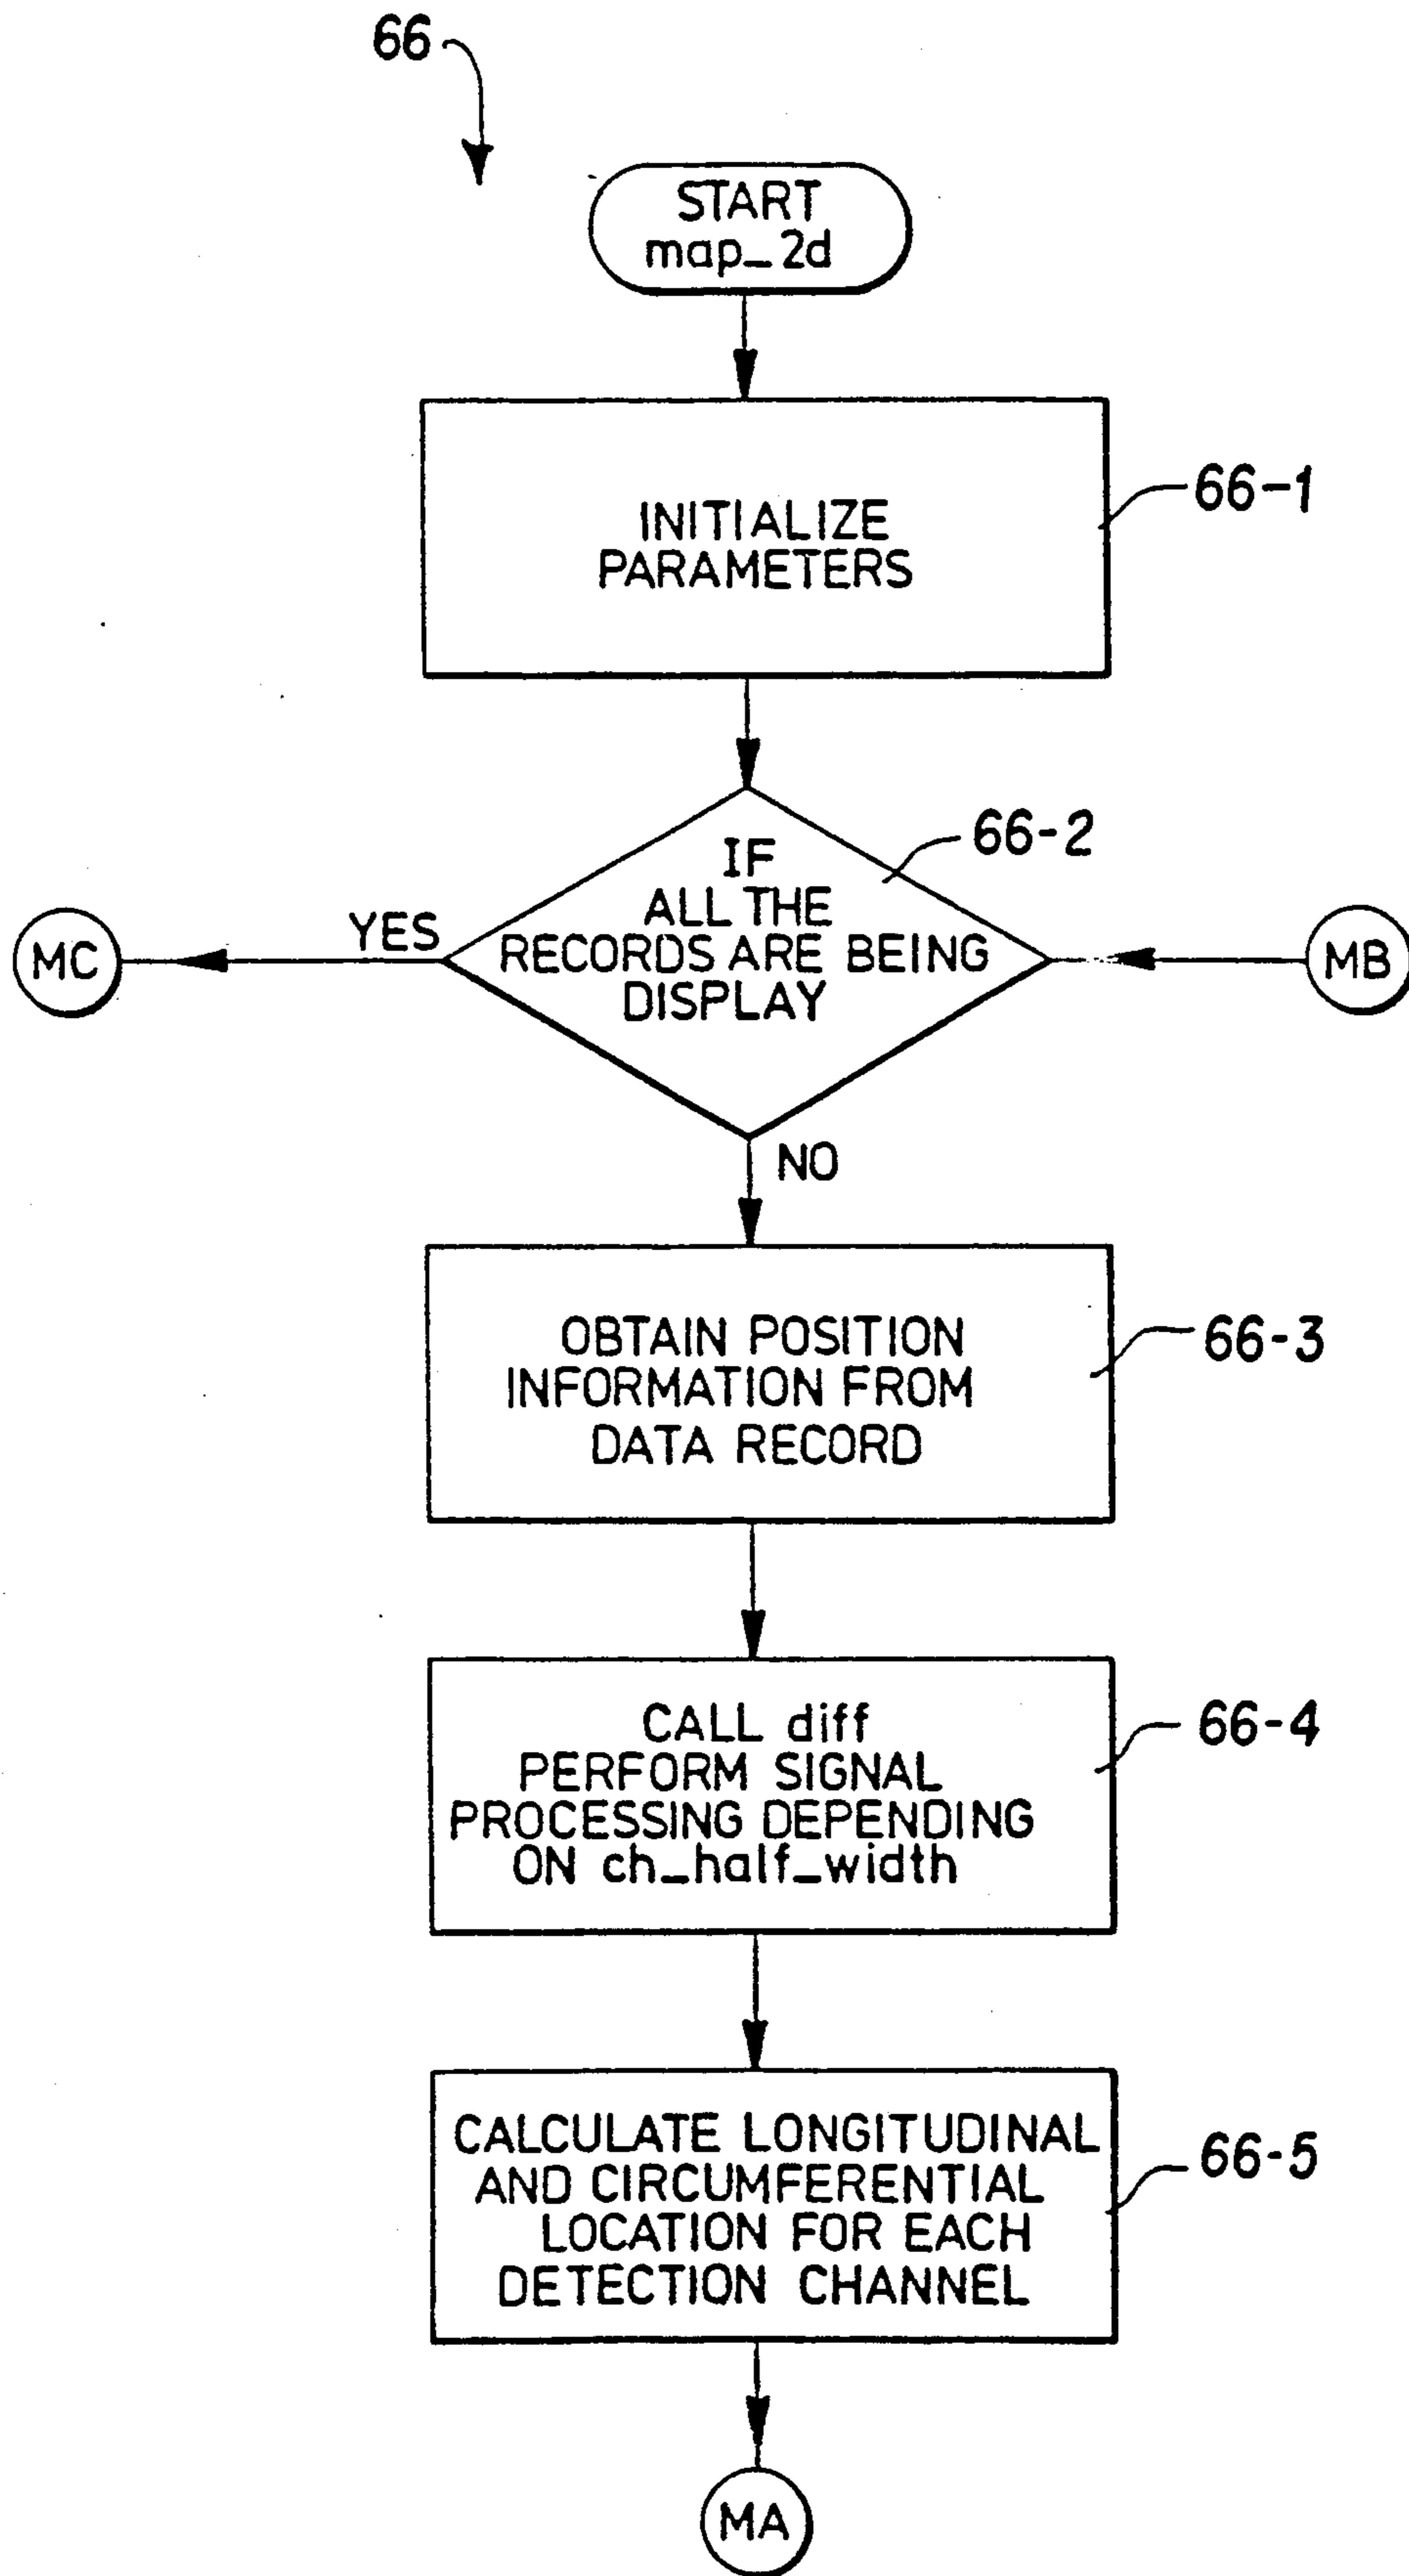 66
START
map_2d
INITIALIZE
PARAMETERS
66-1
IF
ALL THE
RECORDS ARE BEING
DISPLAY
66-2
YES
MC
MB
NO
OBTAIN POSITION
INFORMATION FROM
DATA RECORD
66-3
CALL diff
PERFORM SIGNAL
PROCESSING DEPENDING
ON ch_half_width
66-4
CALCULATE LONGITUDINAL
AND CIRCUMFERENTIAL
LOCATION FOR EACH
DETECTION CHANNEL
66-5
MA